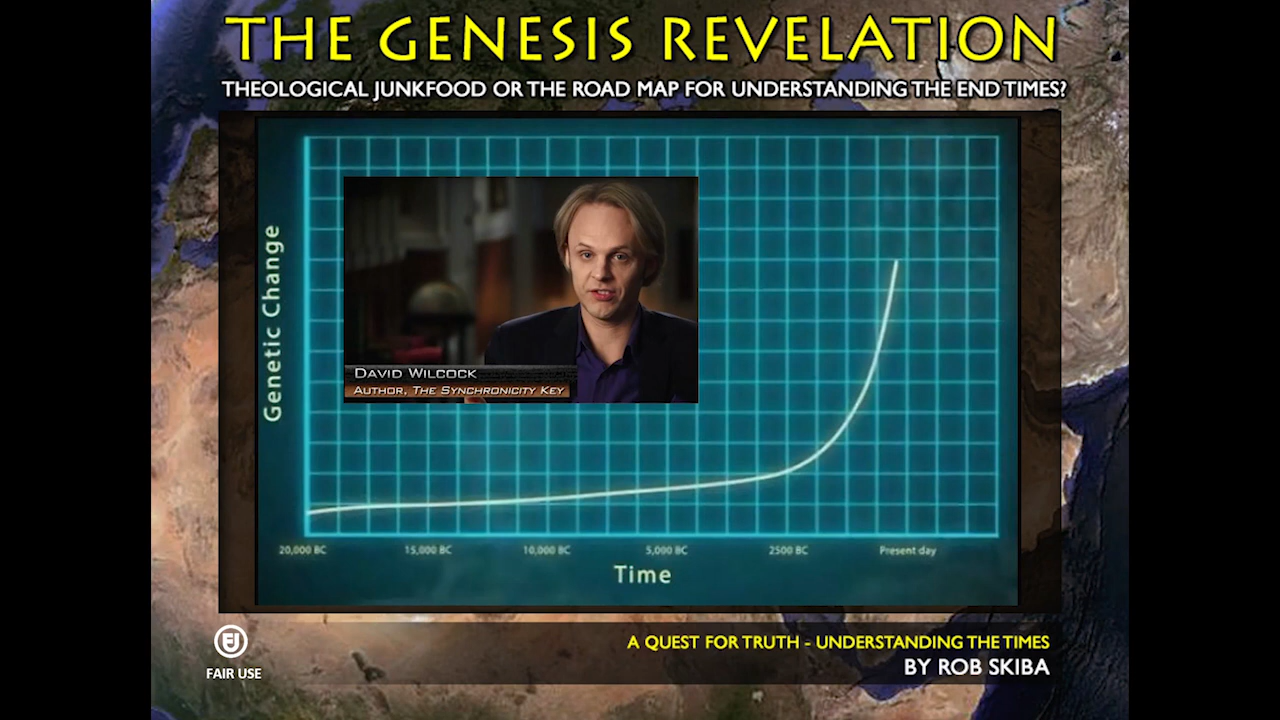 THE GENESIS REVELATION
THEOLOGICAL JUNKFOOD OR THE ROAD MAP FOR UNDERSTANDING THE END TIMES?
Genetic Change
DAVID WILCOCK
AUTHOR, THE SYNCHRONICITY KEY
20,000 BC 15,000 BC 10,000 BC 5,000 BC 2500 BC Present day
Time
FJ
FAIR USE
A QUEST FOR TRUTH - UNDERSTANDING THE TIMES
BY ROB SKIBA